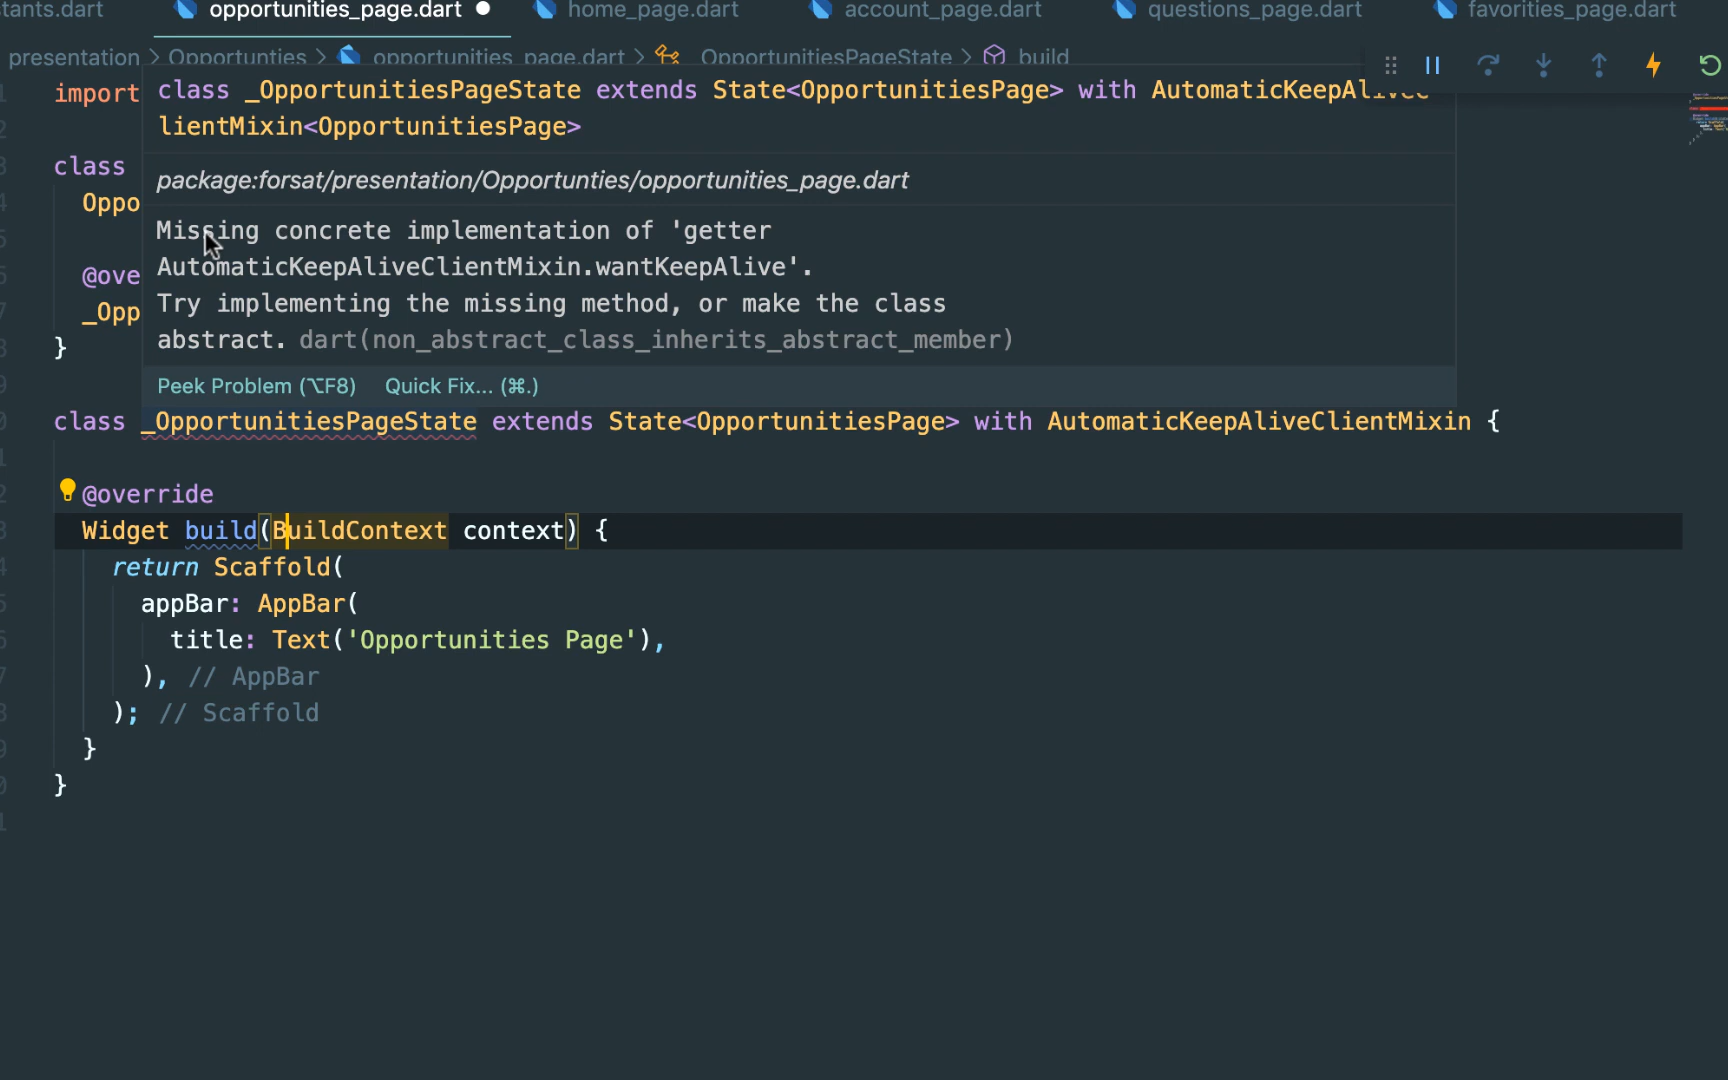 tants.dart opportunities_page.dart home_page.dart account_page.dart questions_page.dart favorities_page.dart
presentation > Opportunties > opportunities_page.dart > _OpportunitiesPageState > build
import class _OpportunitiesPageState extends State<OpportunitiesPage> with AutomaticKeepAliveC
lientMixin<OpportunitiesPage>
class
package:forsat/presentation/Opportunties/opportunities_page.dart
Oppo
Missing concrete implementation of 'getter
@ove AutomaticKeepAliveClientMixin.wantKeepAlive'.
_Opp Try implementing the missing method, or make the class
} abstract. dart(non_abstract_class_inherits_abstract_member)
Peek Problem (⌥F8) Quick Fix... (⌘.)
class _OpportunitiesPageState extends State<OpportunitiesPage> with AutomaticKeepAliveClientMixin {
@override
Widget build(BuildContext context) {
return Scaffold(
appBar: AppBar(
title: Text('Opportunities Page'),
), // AppBar
); // Scaffold
}
}